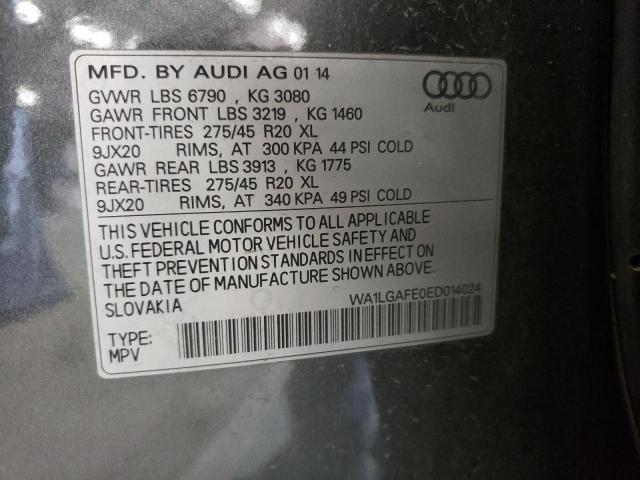 MFD. BY AUDI AG 01 14
GVWR LBS 6790 , KG 3080
GAWR FRONT LBS 3219 , KG 1460
FRONT-TIRES 275/45 R20 XL
9JX20 RIMS, AT 300 KPA 44 PSI COLD
GAWR REAR LBS 3913 , KG 1775
REAR-TIRES 275/45 R20 XL
9JX20 RIMS, AT 340 KPA 49 PSI COLD
Audi
THIS VEHICLE CONFORMS TO ALL APPLICABLE
U.S. FEDERAL MOTOR VEHICLE SAFETY AND
THEFT PREVENTION STANDARDS IN EFFECT ON
THE DATE OF MANUFACTURE SHOWN ABOVE.
SLOVAKIA
WA1LGAFE0ED014024
TYPE:
MPV